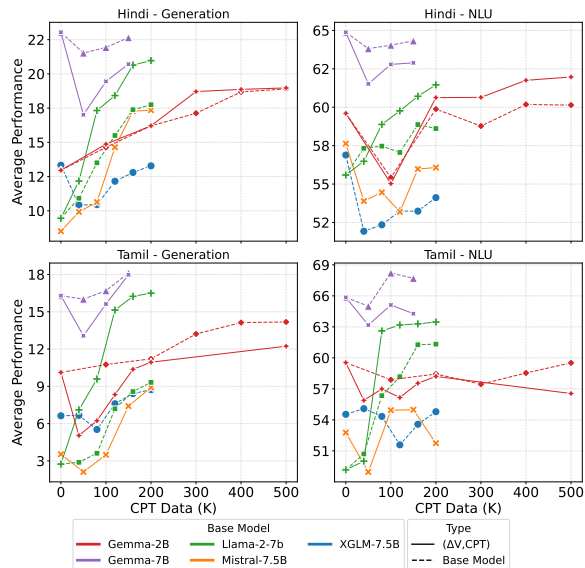 Hindi - Generation
Hindi - NLU
Average Performance
22
20
18
15
12
10
65
62
60
58
55
52
Tamil - Generation
Tamil - NLU
Average Performance
18
15
12
9
6
3
69
66
63
60
57
54
51
0 100 200 300 400 500
0 100 200 300 400 500
CPT Data (K)
CPT Data (K)
Base Model
Gemma-2B
Gemma-7B
Llama-2-7b
Mistral-7.5B
XGLM-7.5B
Type
(ΔV,CPT)
Base Model